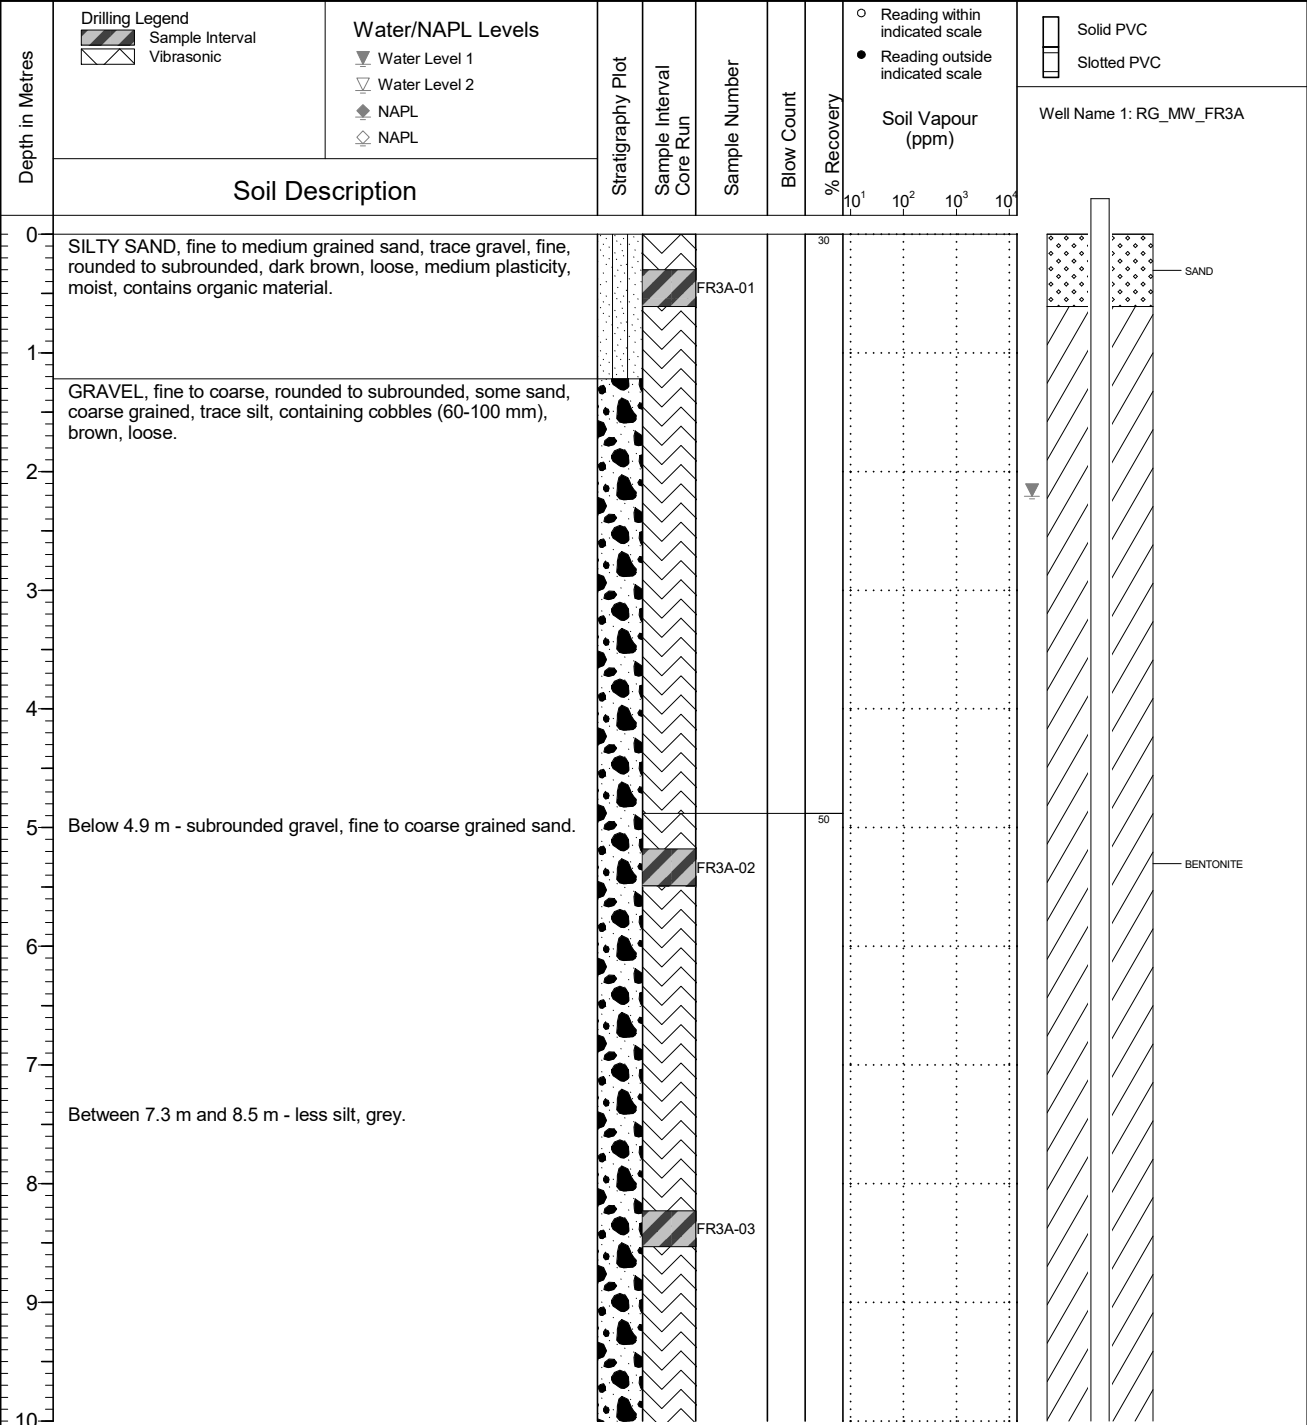 Drilling Legend
Sample Interval
Vibrasonic
Water/NAPL Levels
Water Level 1
Water Level 2
NAPL
NAPL
Depth in Metres
Soil Description
Stratigraphy Plot
Sample Interval
Core Run
Sample Number
Blow Count
% Recovery
Reading within
indicated scale
Reading outside
indicated scale
Soil Vapour
(ppm)
10¹ 10² 10³ 10⁴
Solid PVC
Slotted PVC
Well Name 1: RG_MW_FR3A
0
SILTY SAND, fine to medium grained sand, trace gravel, fine,
rounded to subrounded, dark brown, loose, medium plasticity,
moist, contains organic material.
30
SAND
FR3A-01
1
GRAVEL, fine to coarse, rounded to subrounded, some sand,
coarse grained, trace silt, containing cobbles (60-100 mm),
brown, loose.
2
3
4
5
Below 4.9 m - subrounded gravel, fine to coarse grained sand.
50
FR3A-02
BENTONITE
6
7
Between 7.3 m and 8.5 m - less silt, grey.
8
FR3A-03
9
10